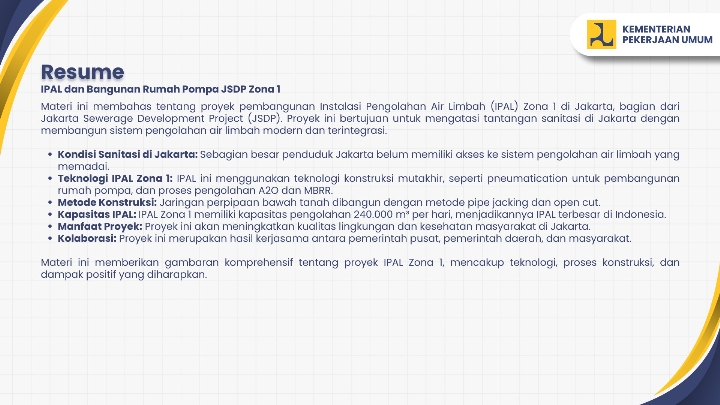 KEMENTERIAN
PEKERJAAN UMUM
Resume
IPAL dan Bangunan Rumah Pompa JSDP Zona 1
Materi ini membahas tentang proyek pembangunan Instalasi Pengolahan Air Limbah (IPAL) Zona 1 di Jakarta, bagian dari
Jakarta Sewerage Development Project (JSDP). Proyek ini bertujuan untuk mengatasi tantangan sanitasi di Jakarta dengan
membangun sistem pengolahan air limbah modern dan terintegrasi.
• Kondisi Sanitasi di Jakarta: Sebagian besar penduduk Jakarta belum memiliki akses ke sistem pengolahan air limbah yang
memadai.
• Teknologi IPAL Zona 1: IPAL ini menggunakan teknologi konstruksi mutakhir, seperti pneumatication untuk pembangunan
rumah pompa, dan proses pengolahan A2O dan MBRR.
• Metode Konstruksi: Jaringan perpipaan bawah tanah dibangun dengan metode pipe jacking dan open cut.
• Kapasitas IPAL: IPAL Zona 1 memiliki kapasitas pengolahan 240.000 m³ per hari, menjadikannya IPAL terbesar di Indonesia.
• Manfaat Proyek: Proyek ini akan meningkatkan kualitas lingkungan dan kesehatan masyarakat di Jakarta.
• Kolaborasi: Proyek ini merupakan hasil kerjasama antara pemerintah pusat, pemerintah daerah, dan masyarakat.
Materi ini memberikan gambaran komprehensif tentang proyek IPAL Zona 1, mencakup teknologi, proses konstruksi, dan
dampak positif yang diharapkan.